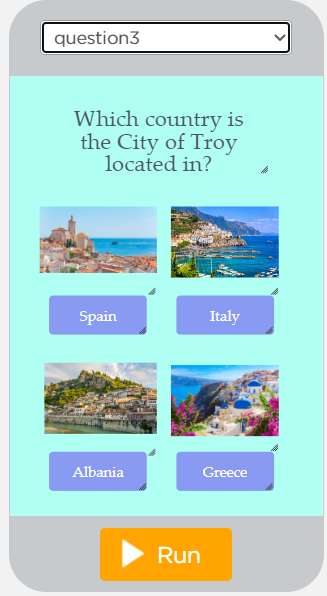 question3
Which country is
the City of Troy
located in?
Spain
Italy
Albania
Greece
Run